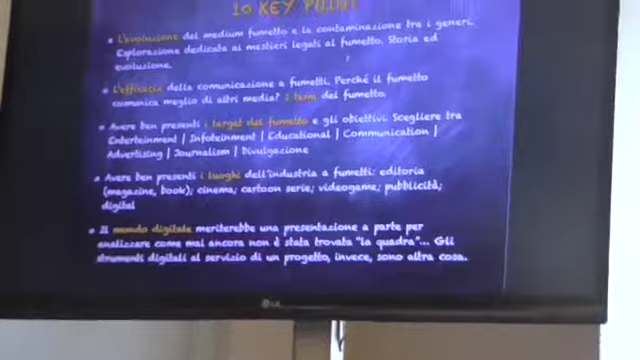 10 KEY POINT
L'evoluzione del medium fumetto e la contaminazione tra i generi.
Esplorazione dedicata ai mestieri legati al fumetto. Storia ed
evoluzione.
L'efficacia della comunicazione a fumetti. Perché il fumetto
comunica meglio di altri media? I temi del fumetto.
Avere ben presenti i target del fumetto e gli obiettivi. Scegliere tra
Entertainment | Infoteinment | Educational | Communication |
Advertising | Journalism | Divulgazione
Avere ben presenti i luoghi dell'industria a fumetti: editoria
(magazine, book); cinema; cartoon serie; videogame; pubblicità;
digital
Il mondo digitale meriterebbe una presentazione a parte per
analizzare come mai ancora non è stata trovata "la quadra"... Gli
strumenti digitali al servizio di un progetto, invece, sono altra cosa.
LG